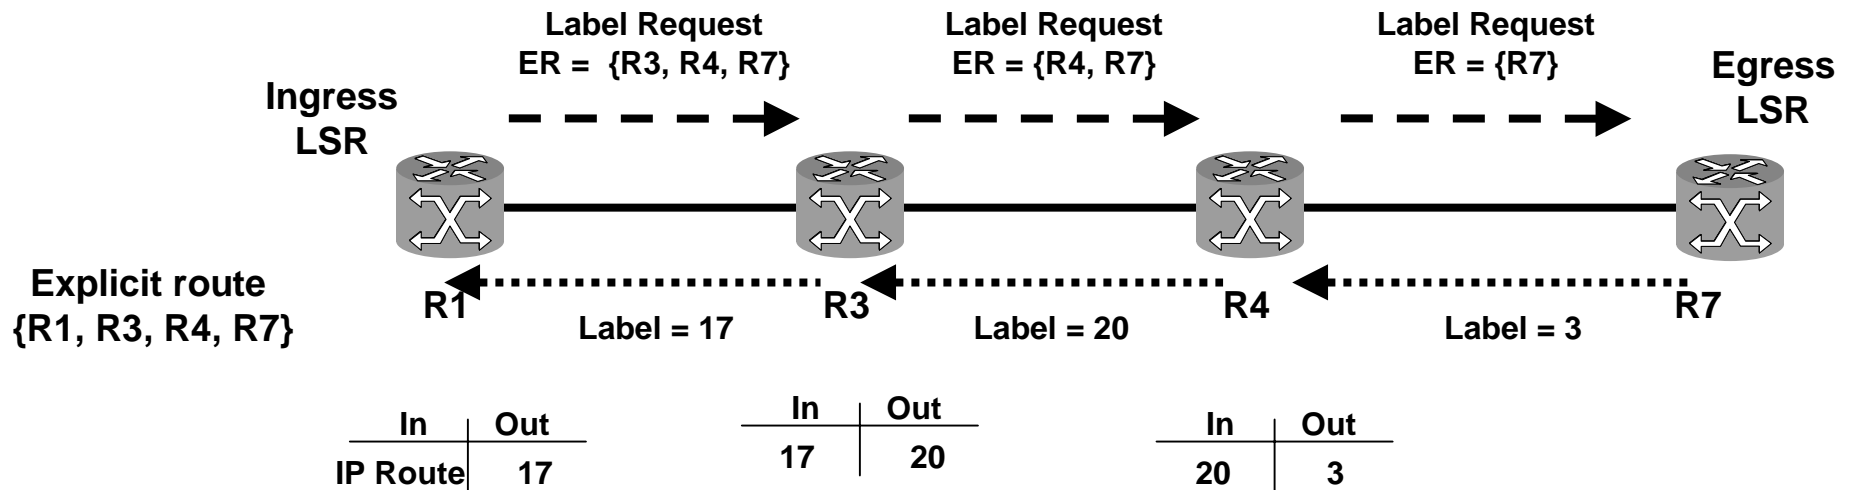 Label Request
ER = {R3, R4, R7}
Label Request
ER = {R4, R7}
Label Request
ER = {R7}
Ingress
LSR
Egress
LSR
Explicit route
{R1, R3, R4, R7}
R1
Label = 17
R3
Label = 20
R4
Label = 3
R7
In Out
IP Route 17
In Out
17 20
In Out
20 3